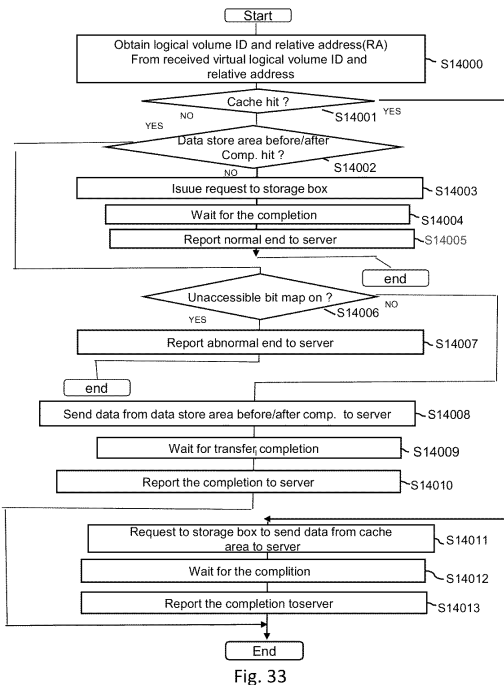 Start
Obtain logical volume ID and relative address(RA)
From received virtual logical volume ID and
relative address
S14000
Cache hit ?
YES
S14001
NO
YES
Data store area before/after
Comp. hit ?
S14002
NO
Isuue request to storage box
S14003
Wait for the completion
S14004
Report normal end to server
S14005
end
Unaccessible bit map on ?
NO
S14006
YES
Report abnormal end to server
S14007
end
Send data from data store area before/after comp. to server
S14008
Wait for transfer completion
S14009
Report the completion to server
S14010
Request to storage box to send data from cache
area to server
S14011
Wait for the complition
S14012
Report the completion toserver
S14013
End
Fig. 33